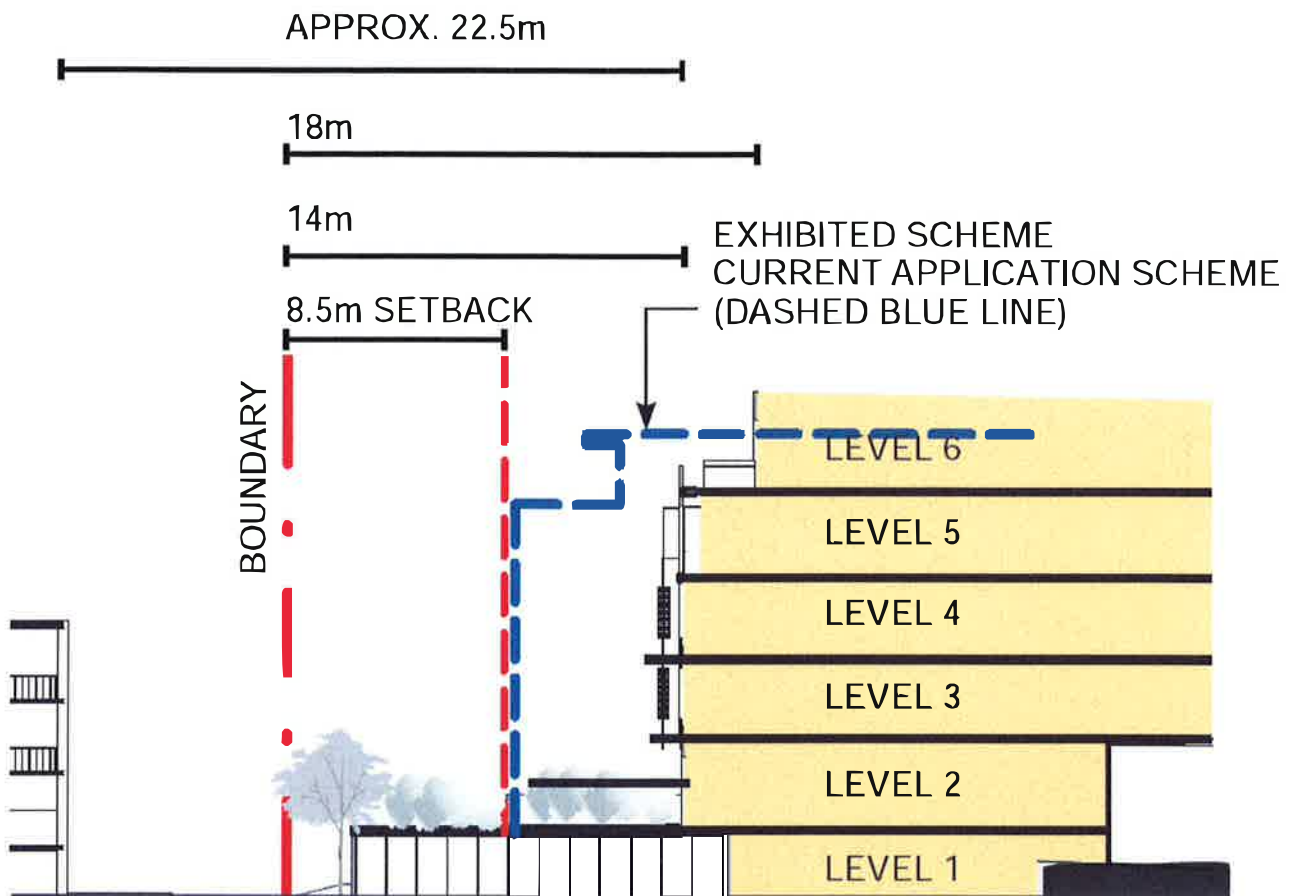 APPROX. 22.5m
18m
14m
8.5m SETBACK
EXHIBITED SCHEME
CURRENT APPLICATION SCHEME
(DASHED BLUE LINE)
BOUNDARY
LEVEL 6
LEVEL 5
LEVEL 4
LEVEL 3
LEVEL 2
LEVEL 1